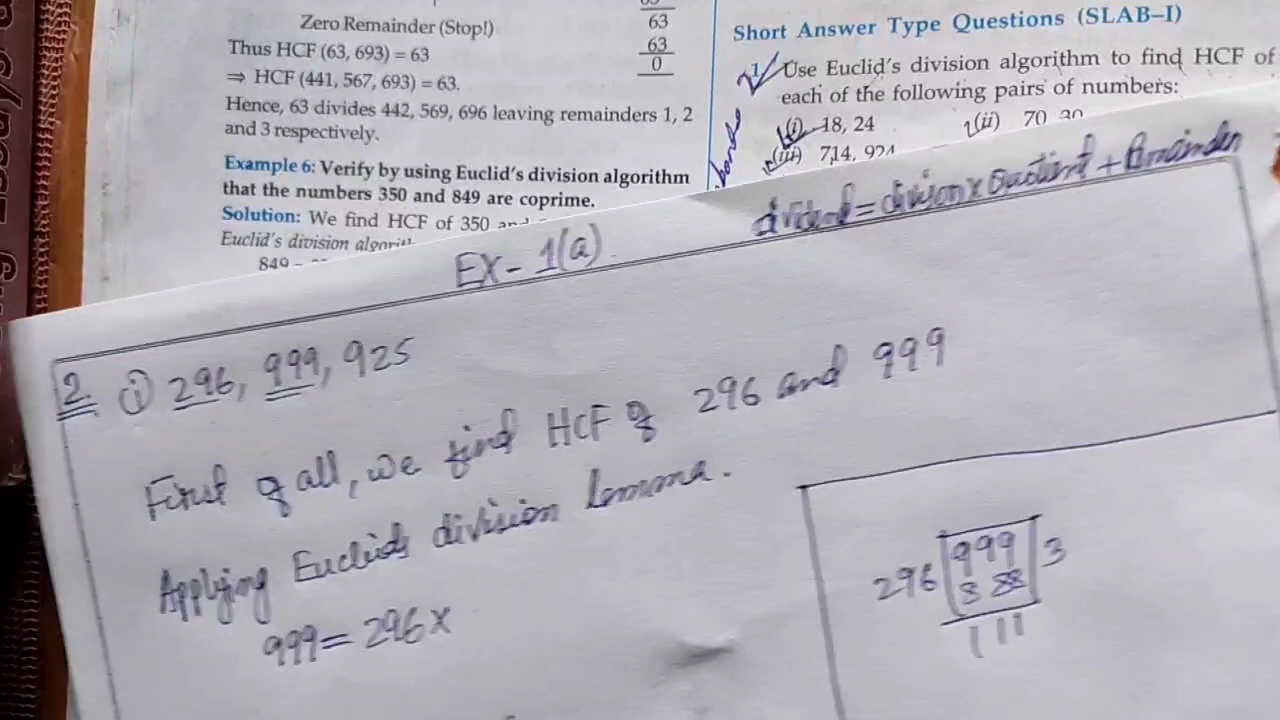 63
Zero Remainder (Stop!)
63
Thus HCF (63, 693) = 63
0
⇒ HCF (441, 567, 693) = 63.
Hence, 63 divides 442, 569, 696 leaving remainders 1, 2
and 3 respectively.
Example 6: Verify by using Euclid's division algorithm
that the numbers 350 and 849 are coprime.
Solution: We find HCF of 350 and
Euclid's division
849
Short Answer Type Questions (SLAB–I)
1. Use Euclid's division algorithm to find HCF of
each of the following pairs of numbers:
(i) 18, 24 (ii) 70 30
(iii) 714, 924
dividend = division x Quotient + Remainder
EX - 1(a)
2. (i) 296, 999, 925
First of all, we find HCF of 296 and 999
Applying Euclids division lemma.
999 = 296 x
296 999 3
888
111